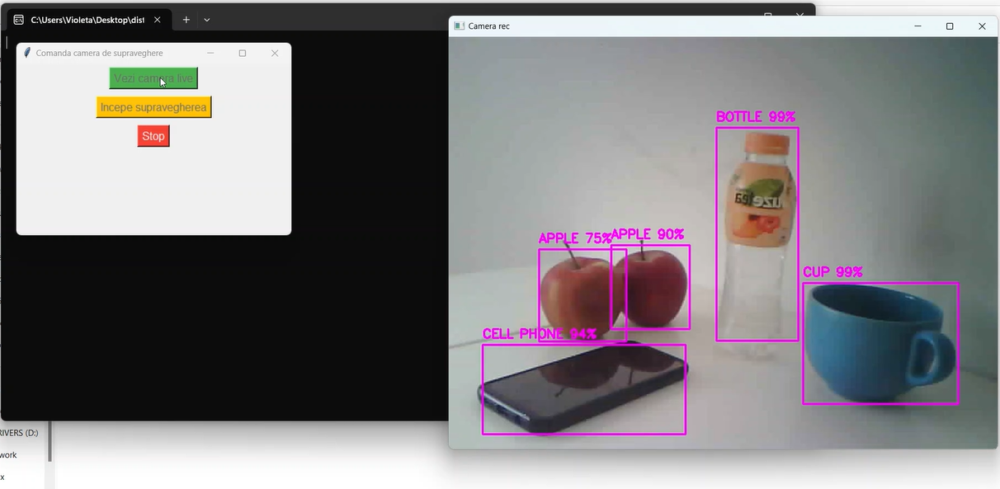 C:\Users\Violeta\Desktop\dist
Camera rec
Comanda camera de supraveghere
Vezi camera live
Incepe supravegherea
Stop
BOTTLE 99%
APPLE 75%
APPLE 90%
CUP 99%
CELL PHONE 94%
RIVERS (D:)
work
x